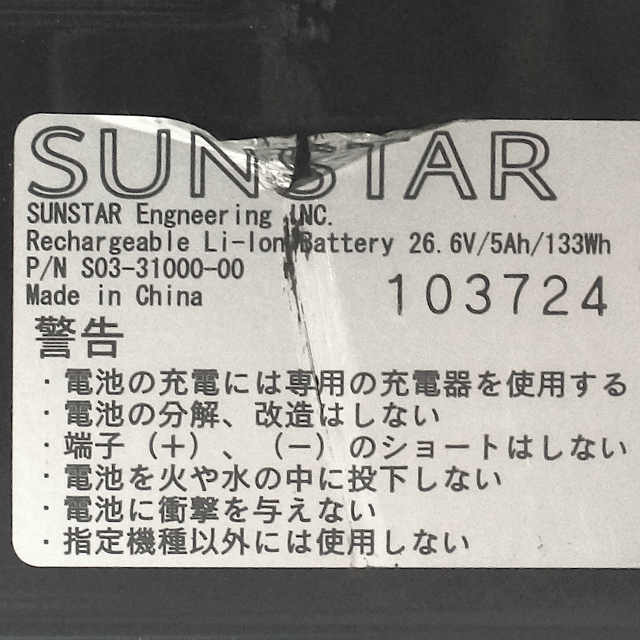 SUNSTAR
SUNSTAR Engneering INC.
Rechargeable Li-Ion Battery 26.6V/5Ah/133Wh
P/N S03-31000-00
Made in China
103724
警告
・電池の充電には専用の充電器を使用する
・電池の分解、改造はしない
・端子（＋）、（－）のショートはしない
・電池を火や水の中に投下しない
・電池に衝撃を与えない
・指定機種以外には使用しない